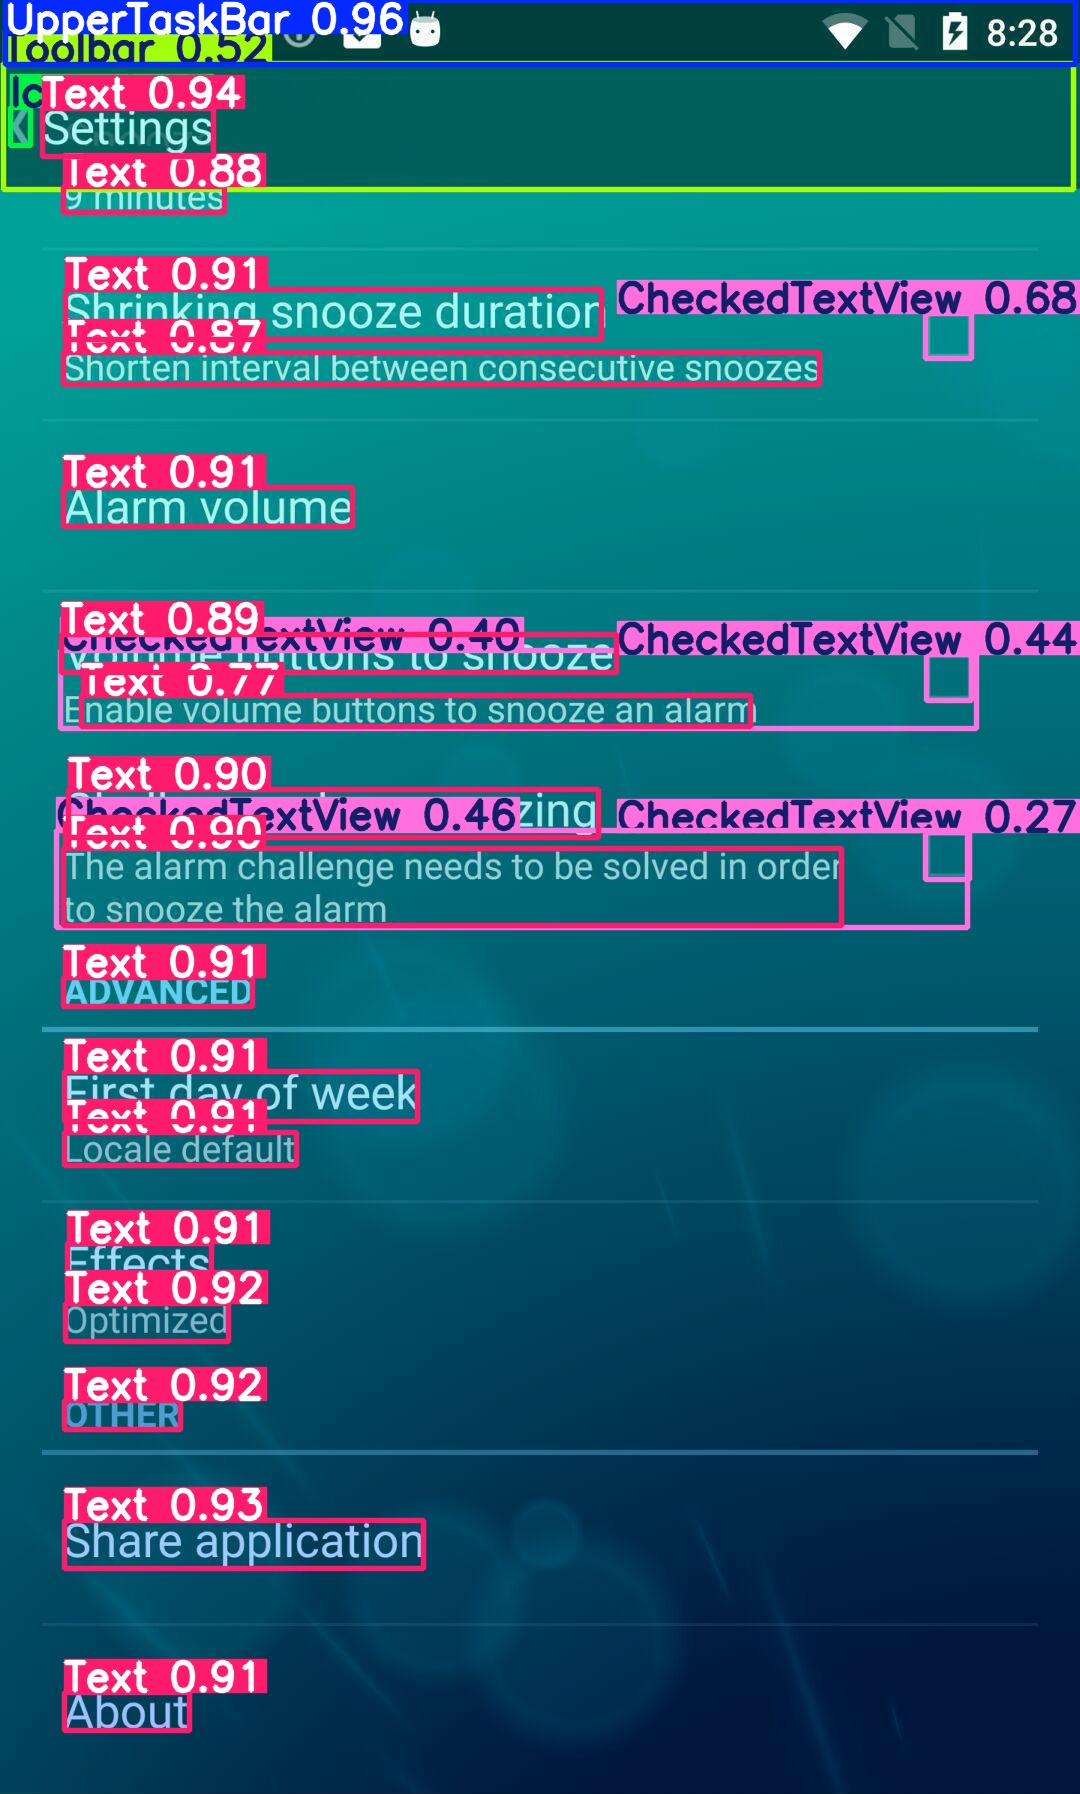 UpperTaskBar 0.96
8:28
Toolbar 0.52
Ic
Text 0.94
Settings
Text 0.88
9 minutes
Text 0.91
CheckedTextView 0.68
Shrinking snooze duration
Text 0.87
Shorten interval between consecutive snoozes
Text 0.91
Alarm volume
Text 0.89
CheckedTextView 0.40
CheckedTextView 0.44
Volume buttons to snooze
Text 0.77
Enable volume buttons to snooze an alarm
Text 0.90
zing
CheckedTextView 0.46
CheckedTextView 0.27
Text 0.90
The alarm challenge needs to be solved in order
to snooze the alarm
Text 0.91
ADVANCED
Text 0.91
First day of week
Text 0.91
Locale default
Text 0.91
Effects
Text 0.92
Optimized
Text 0.92
OTHER
Text 0.93
Share application
Text 0.91
About